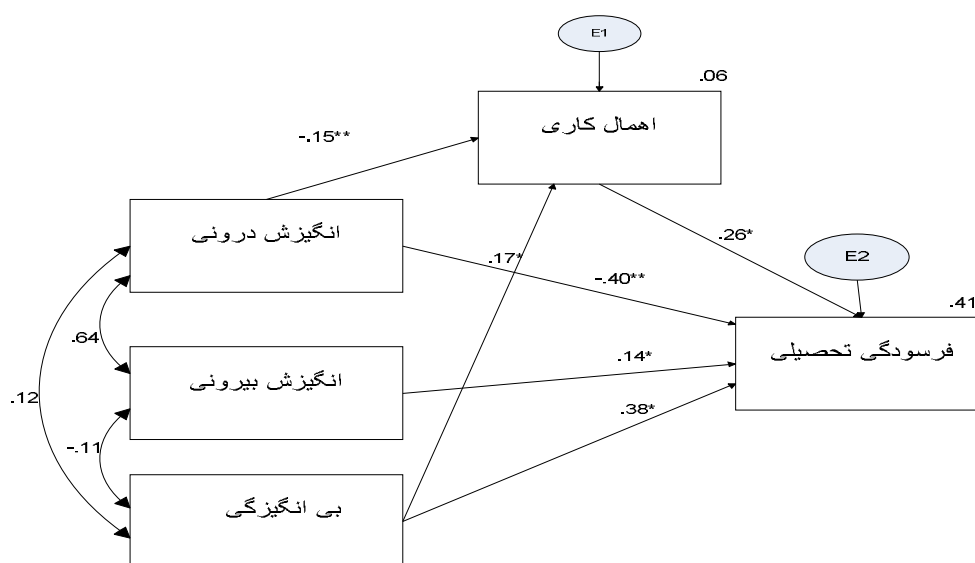 E1
.06
اهمال کاری
-.15**
انگیزش درونی
.17*
.26*
E2
-.40**
.41
فرسودگی تحصیلی
.64
انگیزش بیرونی
.14*
.12
.38*
-.11
بی انگیزگی